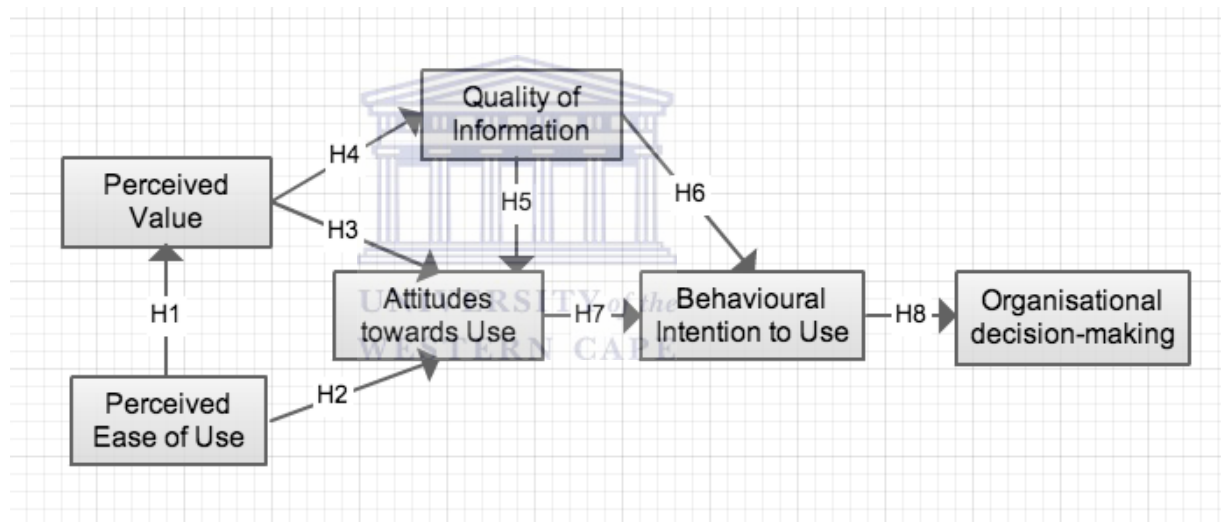 Quality of
Information
H4
Perceived
Value
H3
H5
H6
H1
Attitudes
towards Use
H7
Behavioural
Intention to Use
H8
Organisational
decision-making
UNIVERSITY of the
WESTERN CAPE
H2
Perceived
Ease of Use